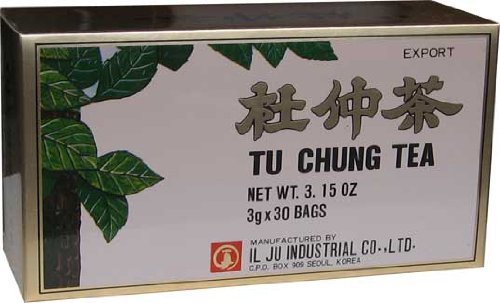 EXPORT
杜仲茶
TU CHUNG TEA
NET WT. 3. 15 OZ
3g x 30 BAGS
MANUFACTURED BY
IL JU INDUSTRIAL CO.,LTD.
C.P.O. BOX 909 SEOUL, KOREA